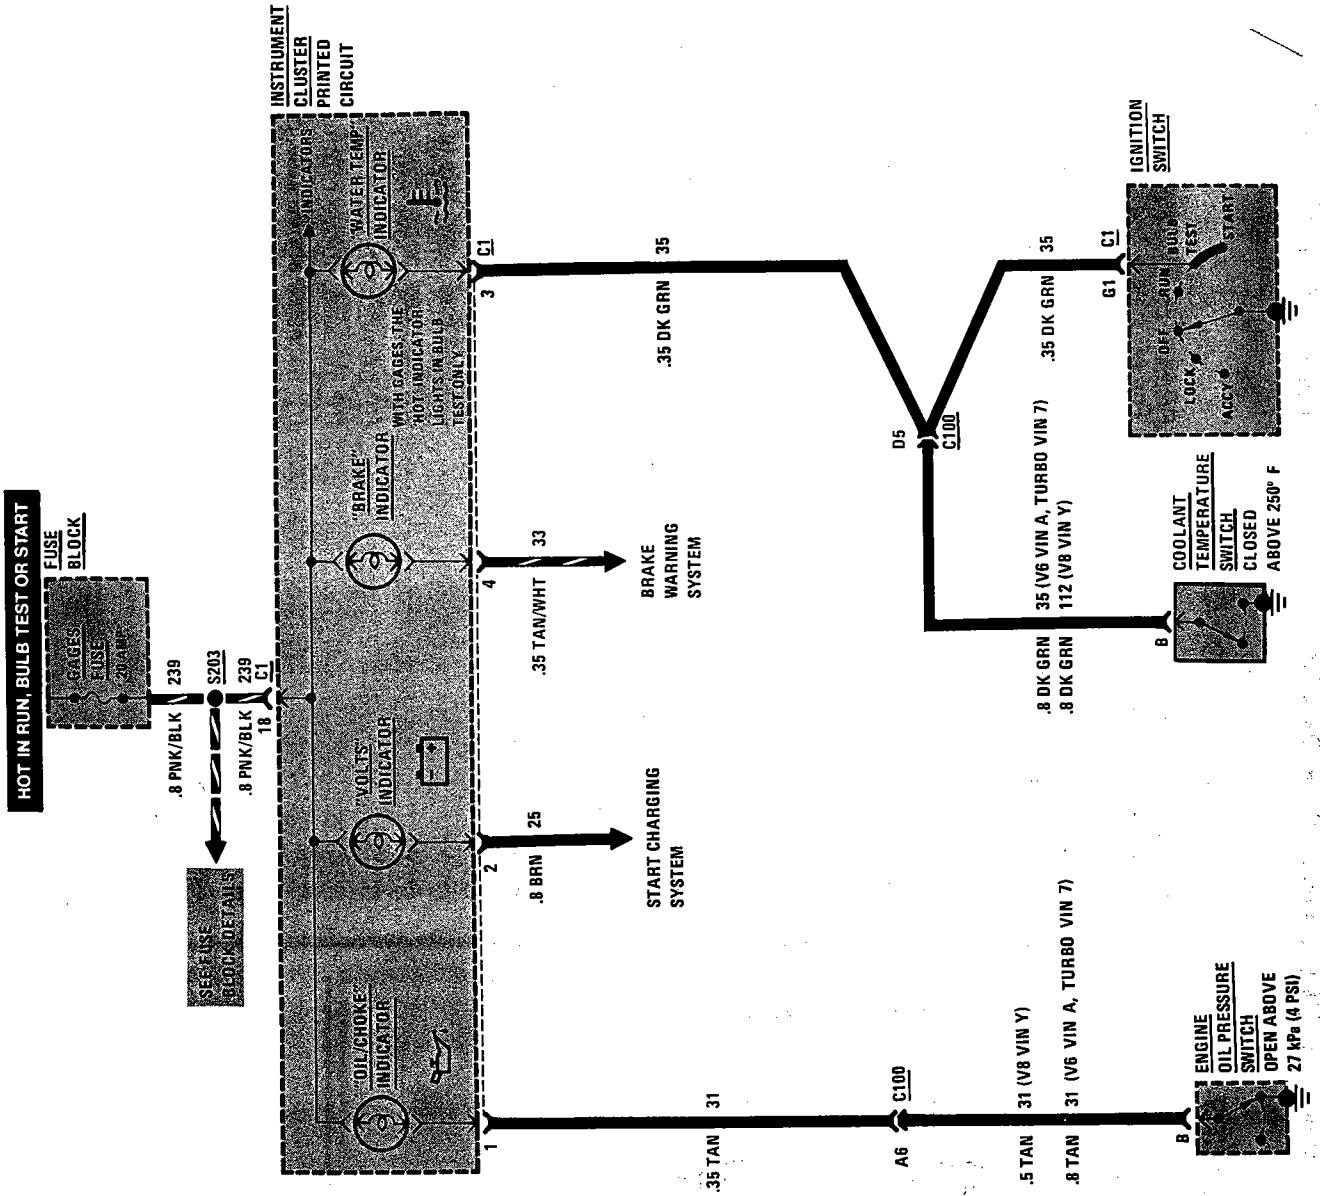 HOT IN RUN, BULB TEST OR START
FUSE
BLOCK
GAGES
FUSE
20 AMP
.8 PNK/BLK 239
S203
.8 PNK/BLK 239
18 C1
SEE FUSE
BLOCK DETAILS
INSTRUMENT
CLUSTER
PRINTED
CIRCUIT
INDICATORS
"OIL/CHOKE"
INDICATOR
"VOLTS"
INDICATOR
- +
"BRAKE"
INDICATOR
"WATER TEMP"
INDICATOR
WITH GAGES THE
"HOT" INDICATOR
LIGHTS IN BULB
TEST ONLY
1
2
4
3 C1
.8 BRN 25
START CHARGING
SYSTEM
.35 TAN/WHT 33
BRAKE
WARNING
SYSTEM
.35 DK GRN 35
.35 TAN 31
A6 C100
.5 TAN 31 (V8 VIN Y)
.8 TAN 31 (V6 VIN A, TURBO VIN 7)
B
ENGINE
OIL PRESSURE
SWITCH
OPEN ABOVE
27 kPa (4 PSI)
D5
C100
.8 DK GRN 35 (V6 VIN A, TURBO VIN 7)
.8 DK GRN 112 (V8 VIN Y)
B
COOLANT
TEMPERATURE
SWITCH
CLOSED
ABOVE 250° F
.35 DK GRN 35
G1 C1
IGNITION
SWITCH
ACCY
LOCK
OFF
RUN
BULB
TEST
START